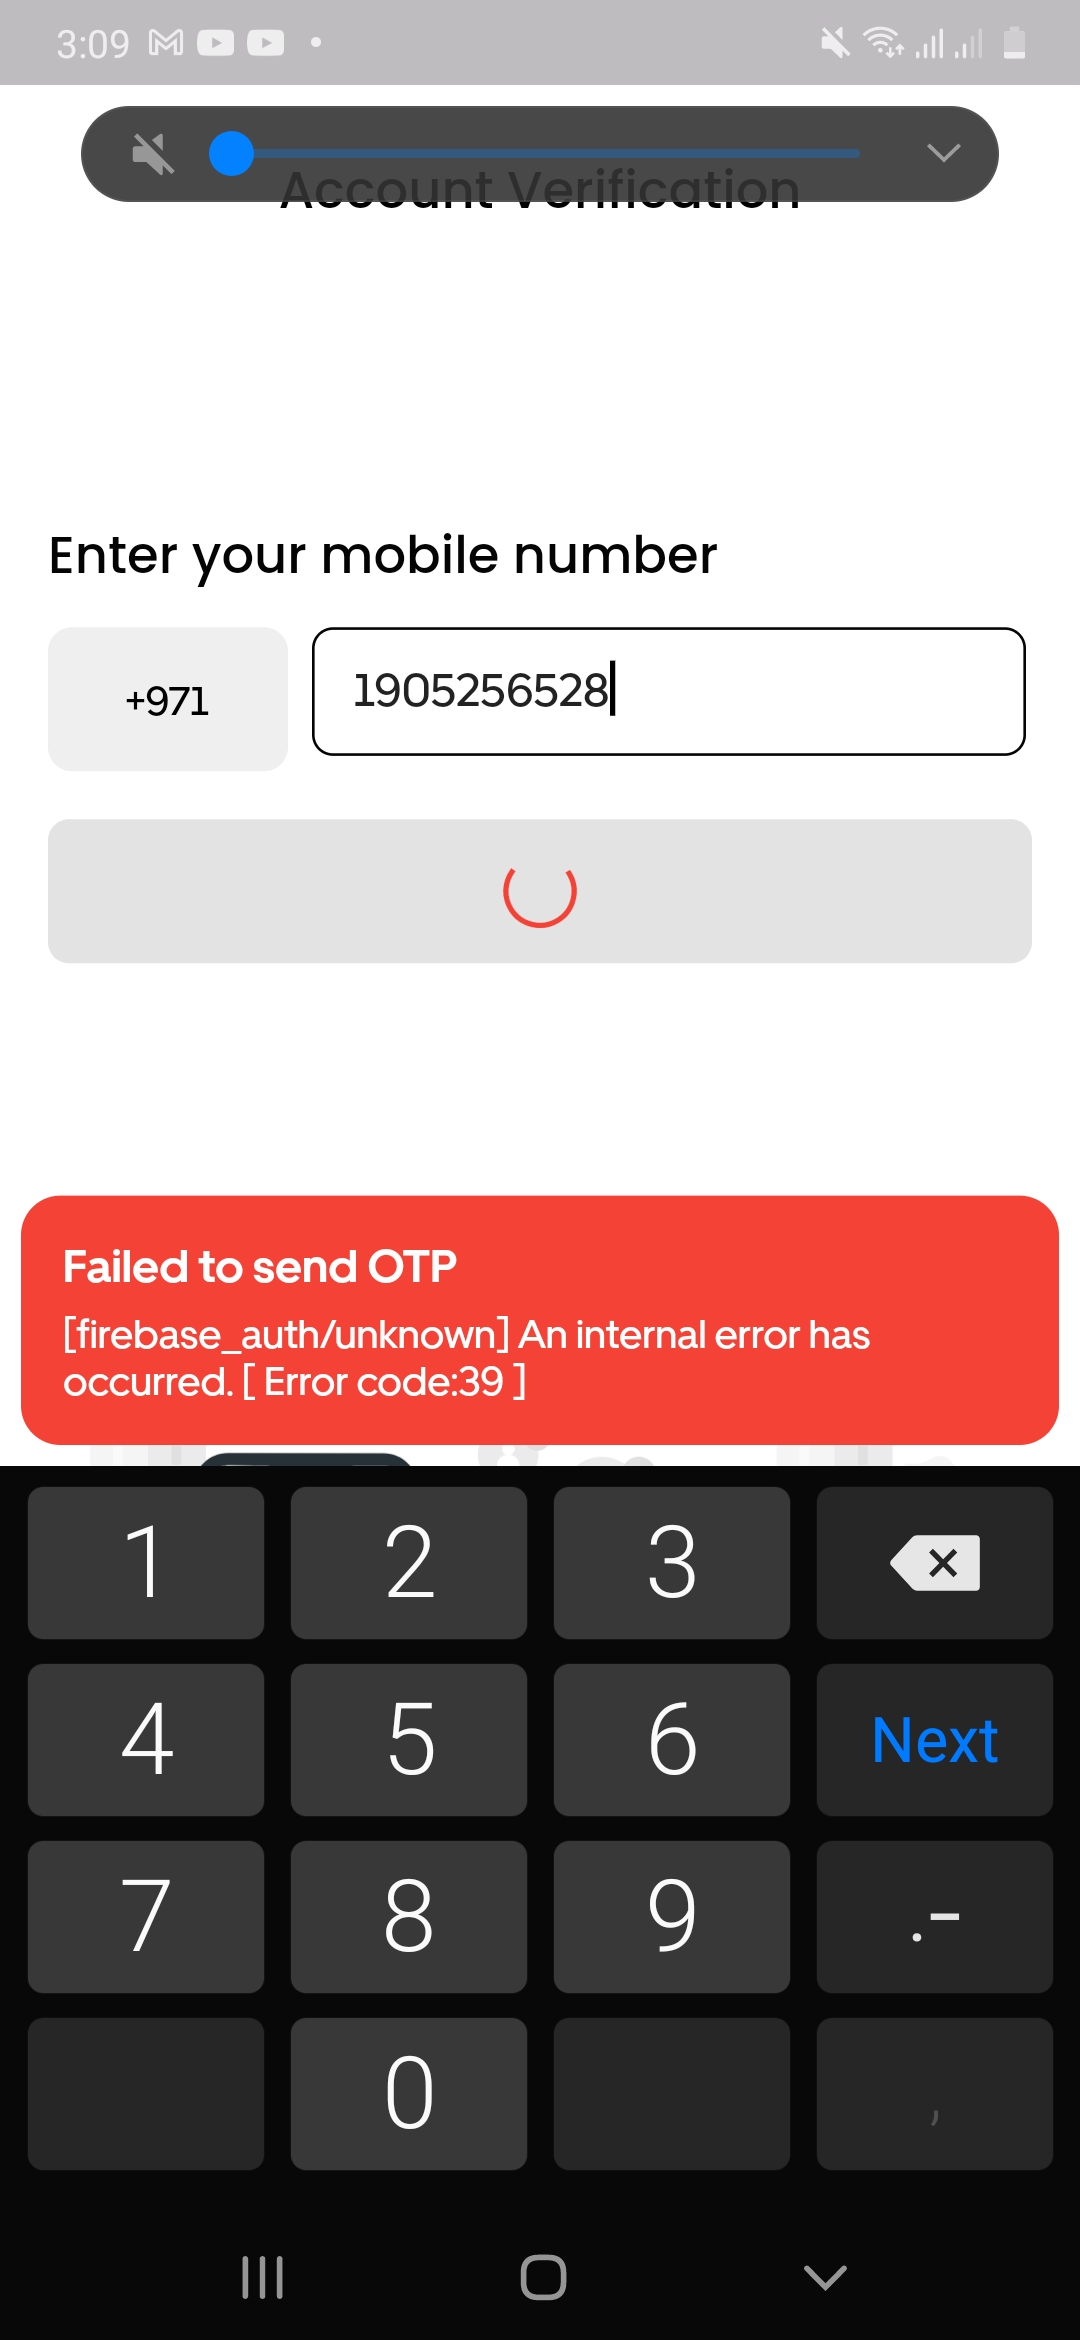 3:09
Account Verification
Enter your mobile number
+971
1905256528
Failed to send OTP
[firebase_auth/unknown] An internal error has
occurred. [ Error code:39 ]
1 2 3
4 5 6 Next
7 8 9 .-
0 ,